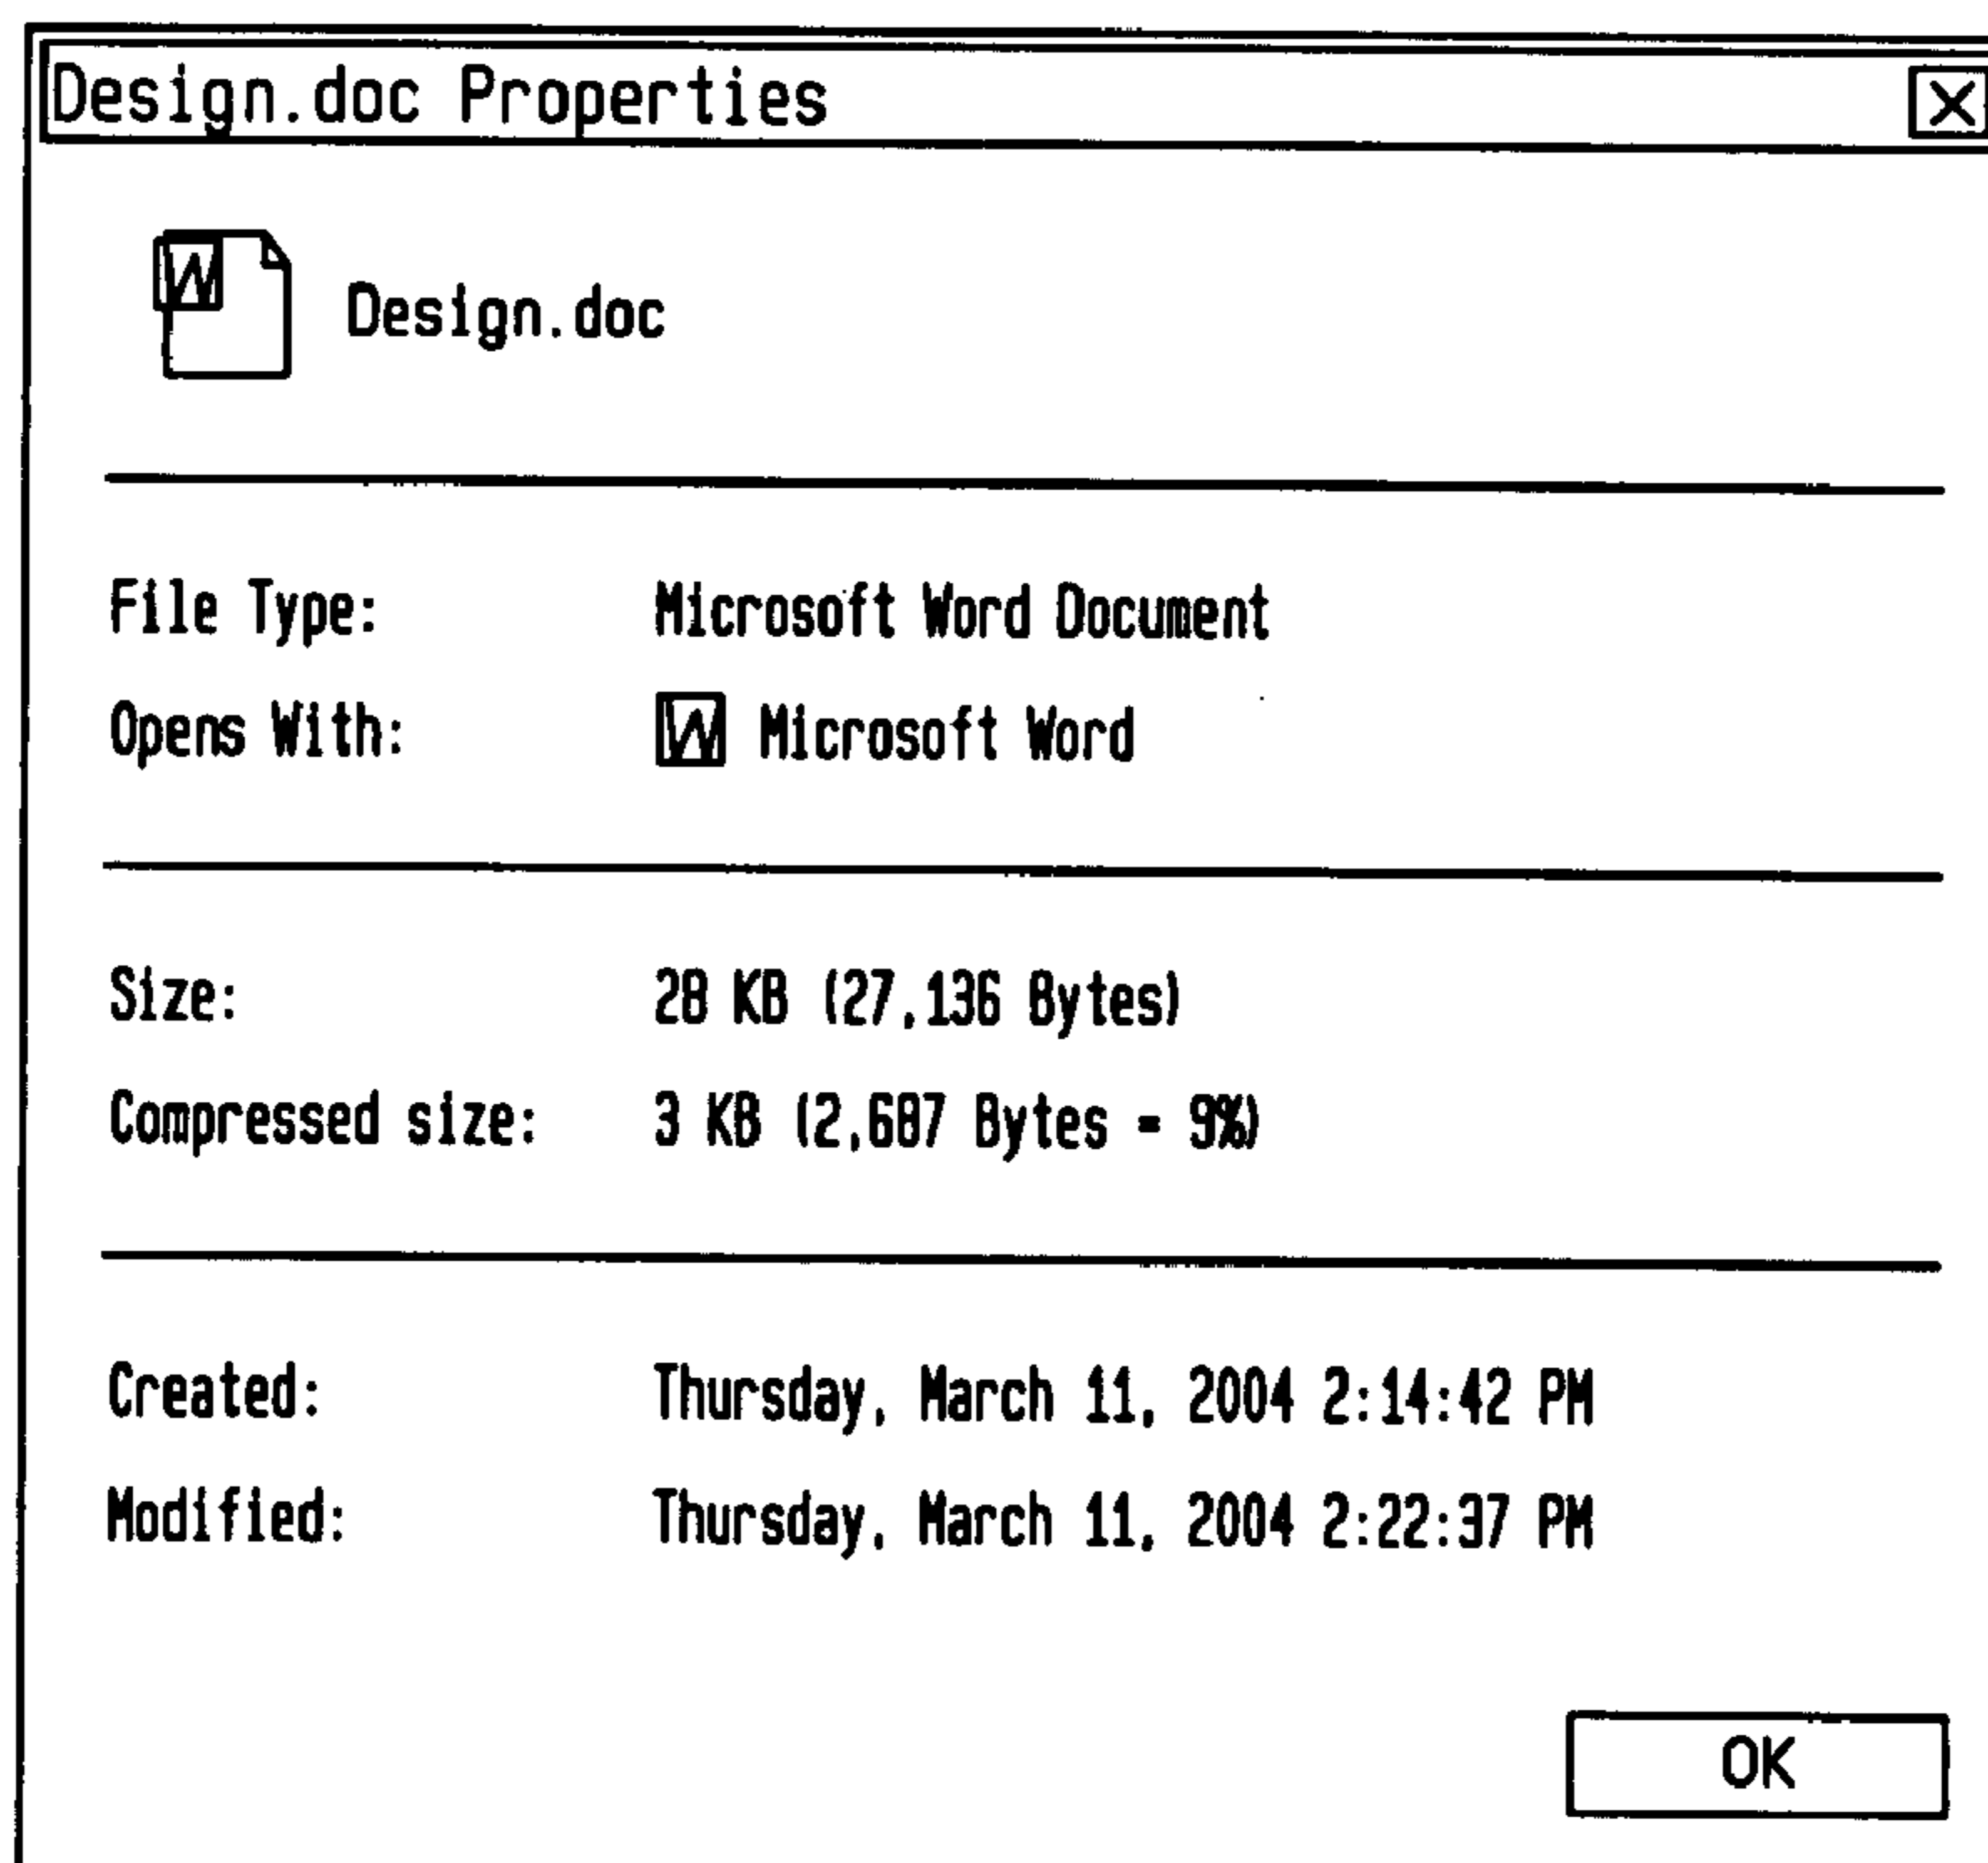 Design.doc Properties
Design.doc
File Type: Microsoft Word Document
Opens With: W Microsoft Word
Size: 28 KB (27,136 Bytes)
Compressed size: 3 KB (2,687 Bytes = 9%)
Created: Thursday, March 11, 2004 2:14:42 PM
Modified: Thursday, March 11, 2004 2:22:37 PM
OK